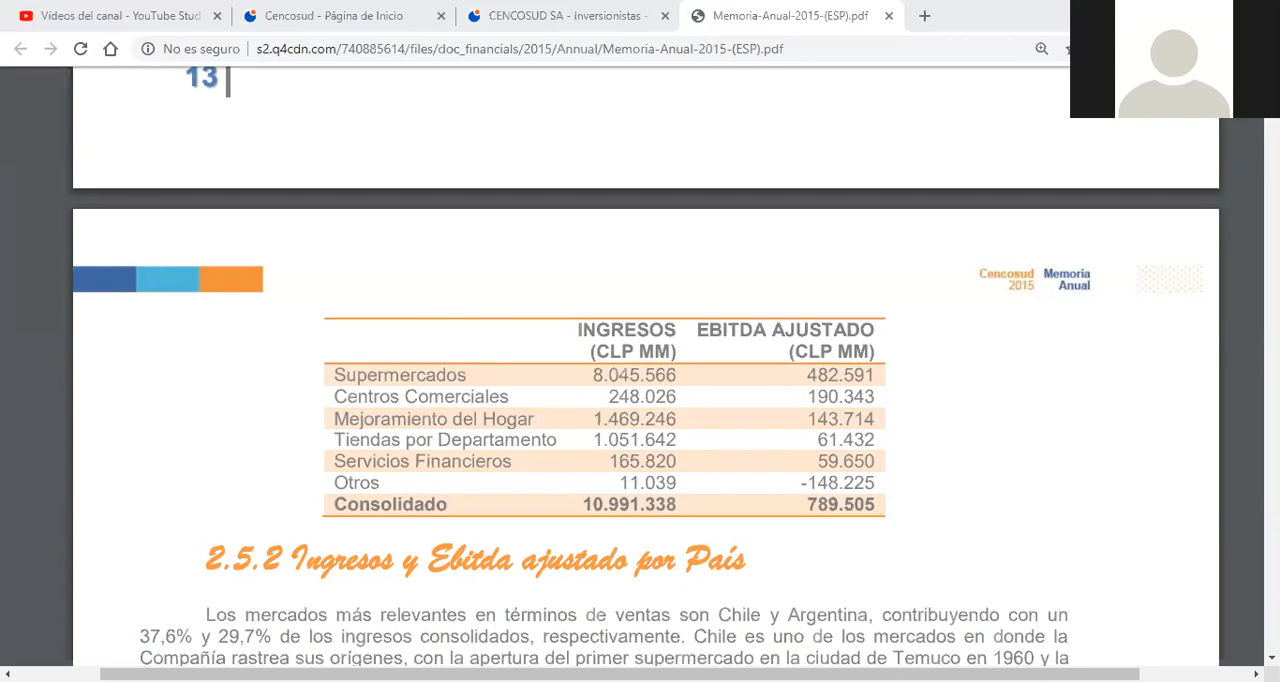 Vídeos del canal - YouTube Stud
Cencosud - Página de Inicio
CENCOSUD SA - Inversionistas -
Memoria-Anual-2015-(ESP).pdf
No es seguro s2.q4cdn.com/740885614/files/doc_financials/2015/Annual/Memoria-Anual-2015-(ESP).pdf
13
Cencosud Memoria
2015 Anual
INGRESOS EBITDA AJUSTADO
(CLP MM) (CLP MM)
Supermercados 8.045.566 482.591
Centros Comerciales 248.026 190.343
Mejoramiento del Hogar 1.469.246 143.714
Tiendas por Departamento 1.051.642 61.432
Servicios Financieros 165.820 59.650
Otros 11.039 -148.225
Consolidado 10.991.338 789.505
2.5.2 Ingresos y Ebitda ajustado por País
Los mercados más relevantes en términos de ventas son Chile y Argentina, contribuyendo con un
37,6% y 29,7% de los ingresos consolidados, respectivamente. Chile es uno de los mercados en donde la
Compañía rastrea sus orígenes, con la apertura del primer supermercado en la ciudad de Temuco en 1960 y la